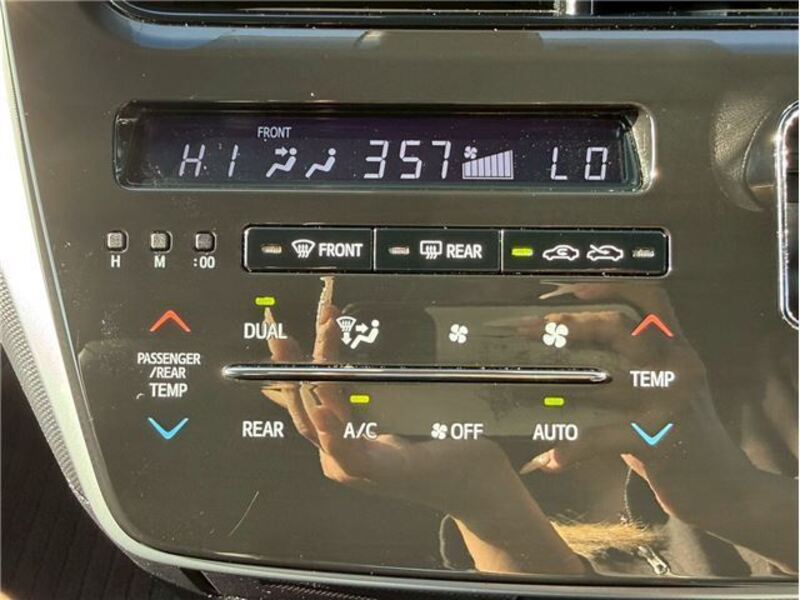 FRONT
HI 357 LO
FRONT REAR
H M :00
DUAL
PASSENGER
/REAR
TEMP
TEMP
REAR A/C OFF AUTO